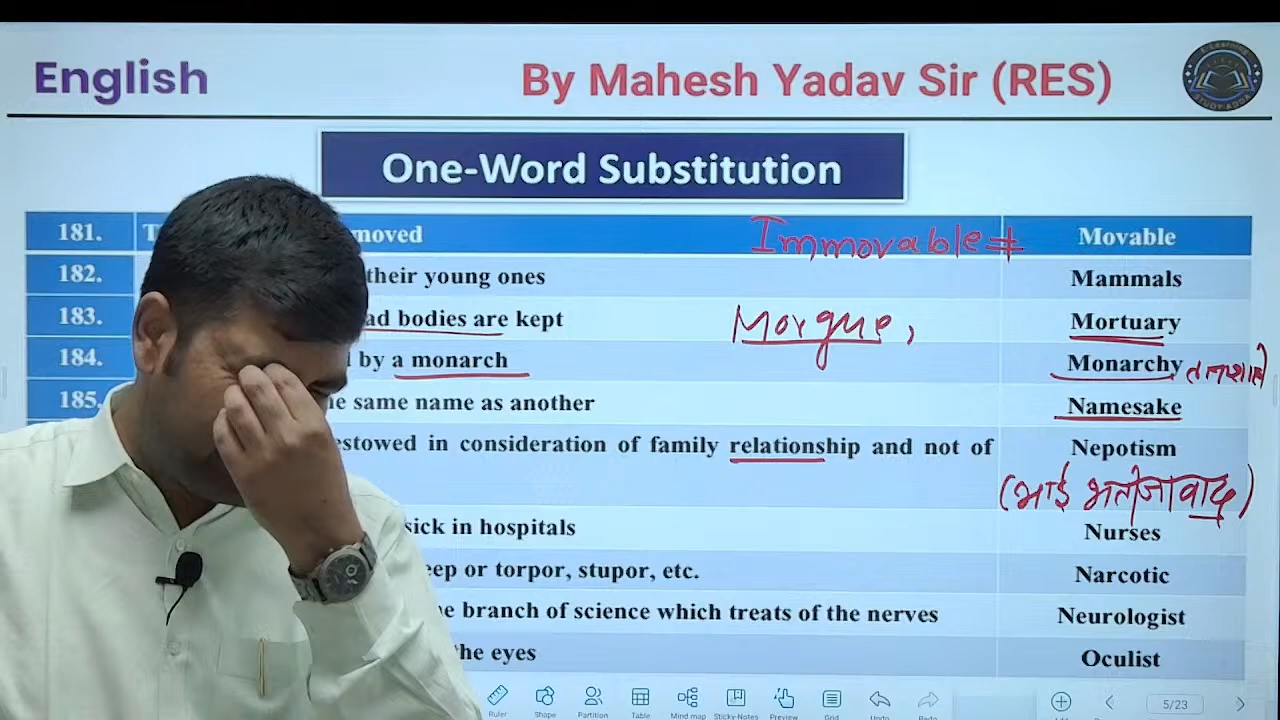 English By Mahesh Yadav Sir (RES)
One-Word Substitution
181. T moved Immovable ≠ Movable
182. their young ones Mammals
183. ad bodies are kept Morgue, Mortuary
184. by a monarch Monarchy
185. e same name as another Namesake
estowed in consideration of family relationship and not of Nepotism
(भाई भतीजावाद)
sick in hospitals Nurses
eep or torpor, stupor, etc. Narcotic
e branch of science which treats of the nerves Neurologist
the eyes Oculist
Ruler Shape Partition Table Mind map Sticky-Notes Preview Grid Undo Redo 5/23